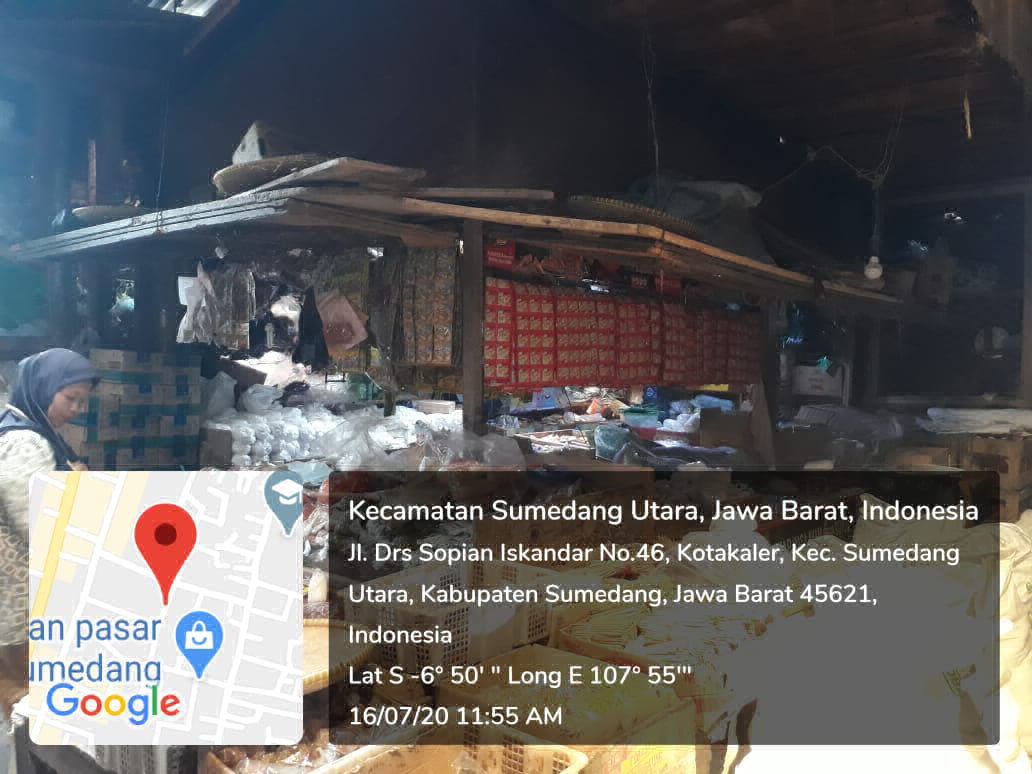 Kecamatan Sumedang Utara, Jawa Barat, Indonesia
Jl. Drs Sopian Iskandar No.46, Kotakaler, Kec. Sumedang
Utara, Kabupaten Sumedang, Jawa Barat 45621,
Indonesia
Lat S -6° 50' " Long E 107° 55'"
16/07/20 11:55 AM
an pasar
umedang
Google